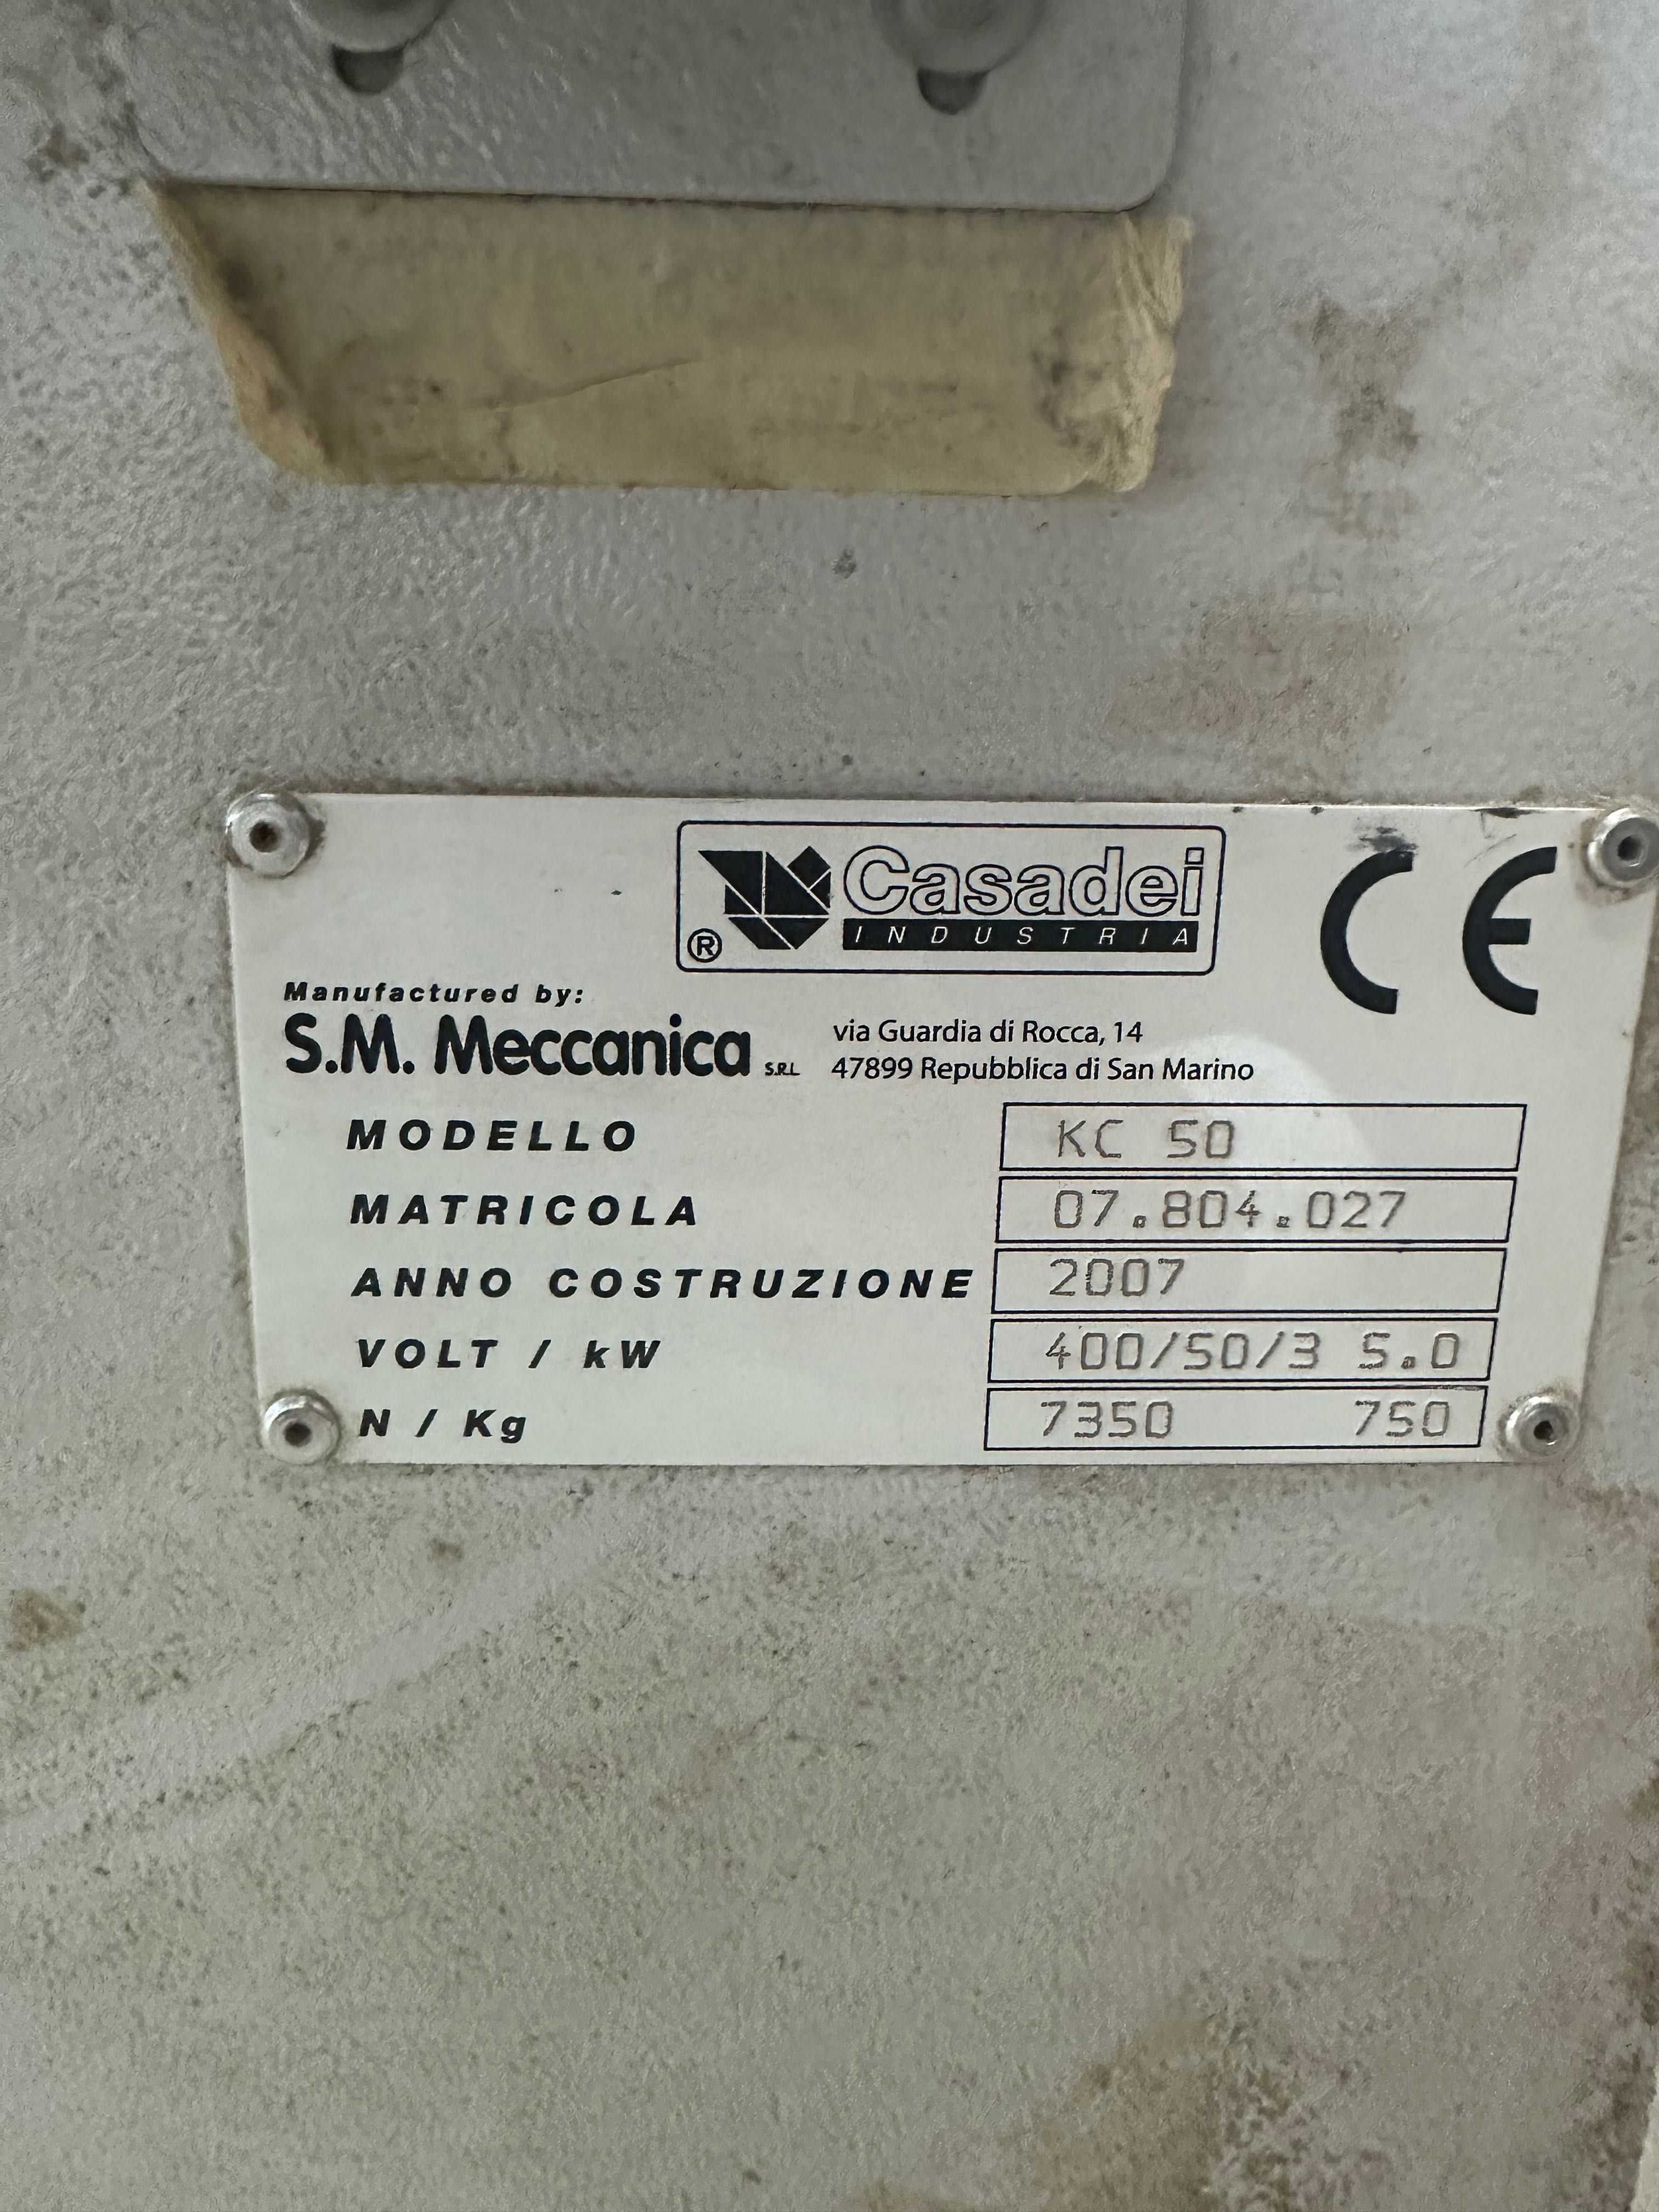 Casadei
INDUSTRIA
®
CE
Manufactured by:
S.M. Meccanica S.R.L
via Guardia di Rocca, 14
47899 Repubblica di San Marino
MODELLO KC 50
MATRICOLA 07.804.027
ANNO COSTRUZIONE 2007
VOLT / kW 400/50/3 5.0
N / Kg 7350 750